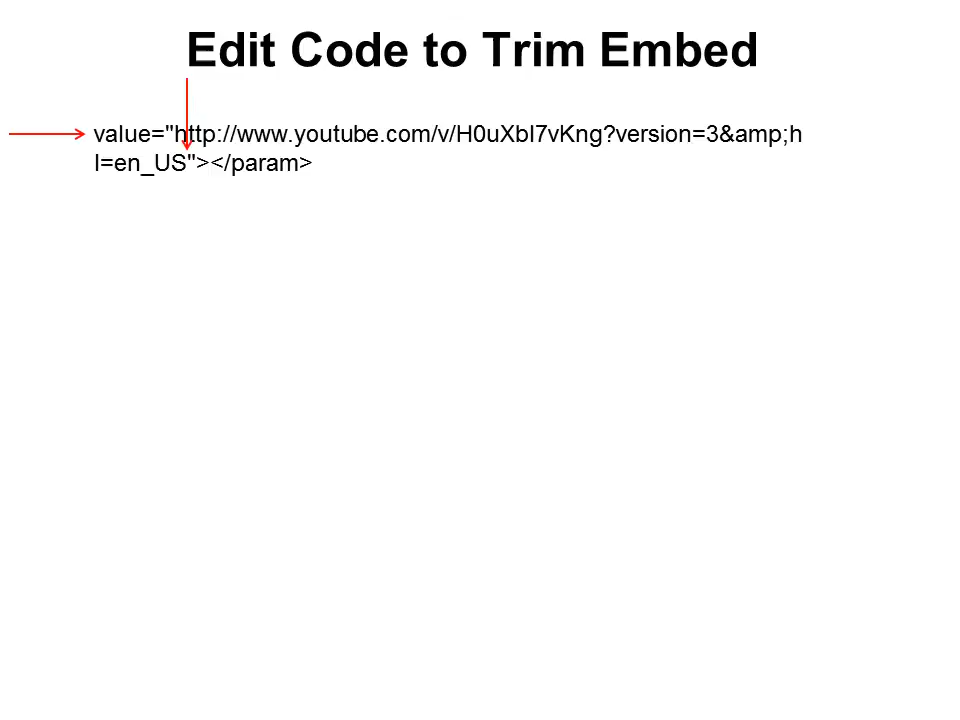 Edit Code to Trim Embed
value="http://www.youtube.com/v/H0uXbI7vKng?version=3&amp;h
l=en_US"></param>